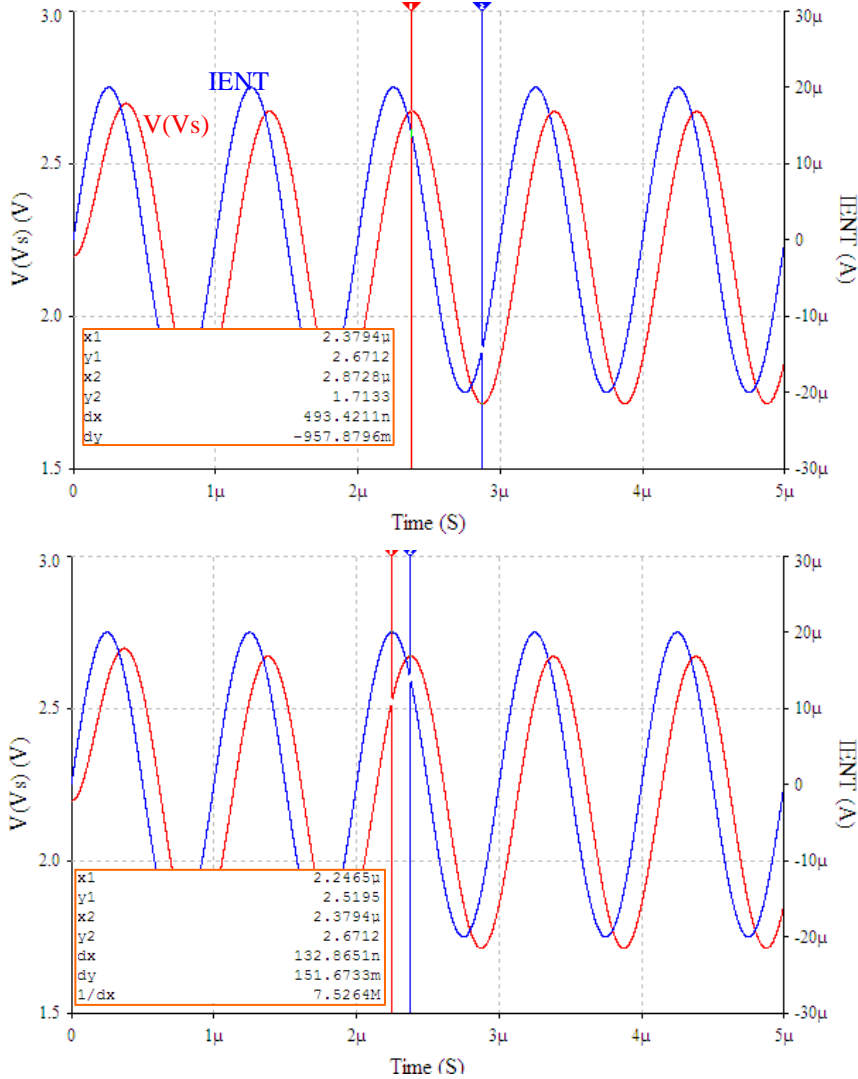 3.0
1
2
30µ
IENT
20µ
V(Vs)
2.5
10µ
V(Vs) (V)
0
IENT (A)
2.0
-10µ
x1 2.3794µ
y1 2.6712
x2 2.8728µ
y2 1.7133
dx 493.4211n
dy -957.8796m
-20µ
1.5
-30µ
0 1µ 2µ 3µ 4µ 5µ
Time (S)
3.0
30µ
20µ
2.5
10µ
V(Vs) (V)
0
IENT (A)
2.0
-10µ
x1 2.2465µ
y1 2.5195
x2 2.3794µ
y2 2.6712
dx 132.8651n
dy 151.6733m
1/dx 7.5264M
-20µ
1.5
-30µ
0 1µ 2µ 3µ 4µ 5µ
Time (S)